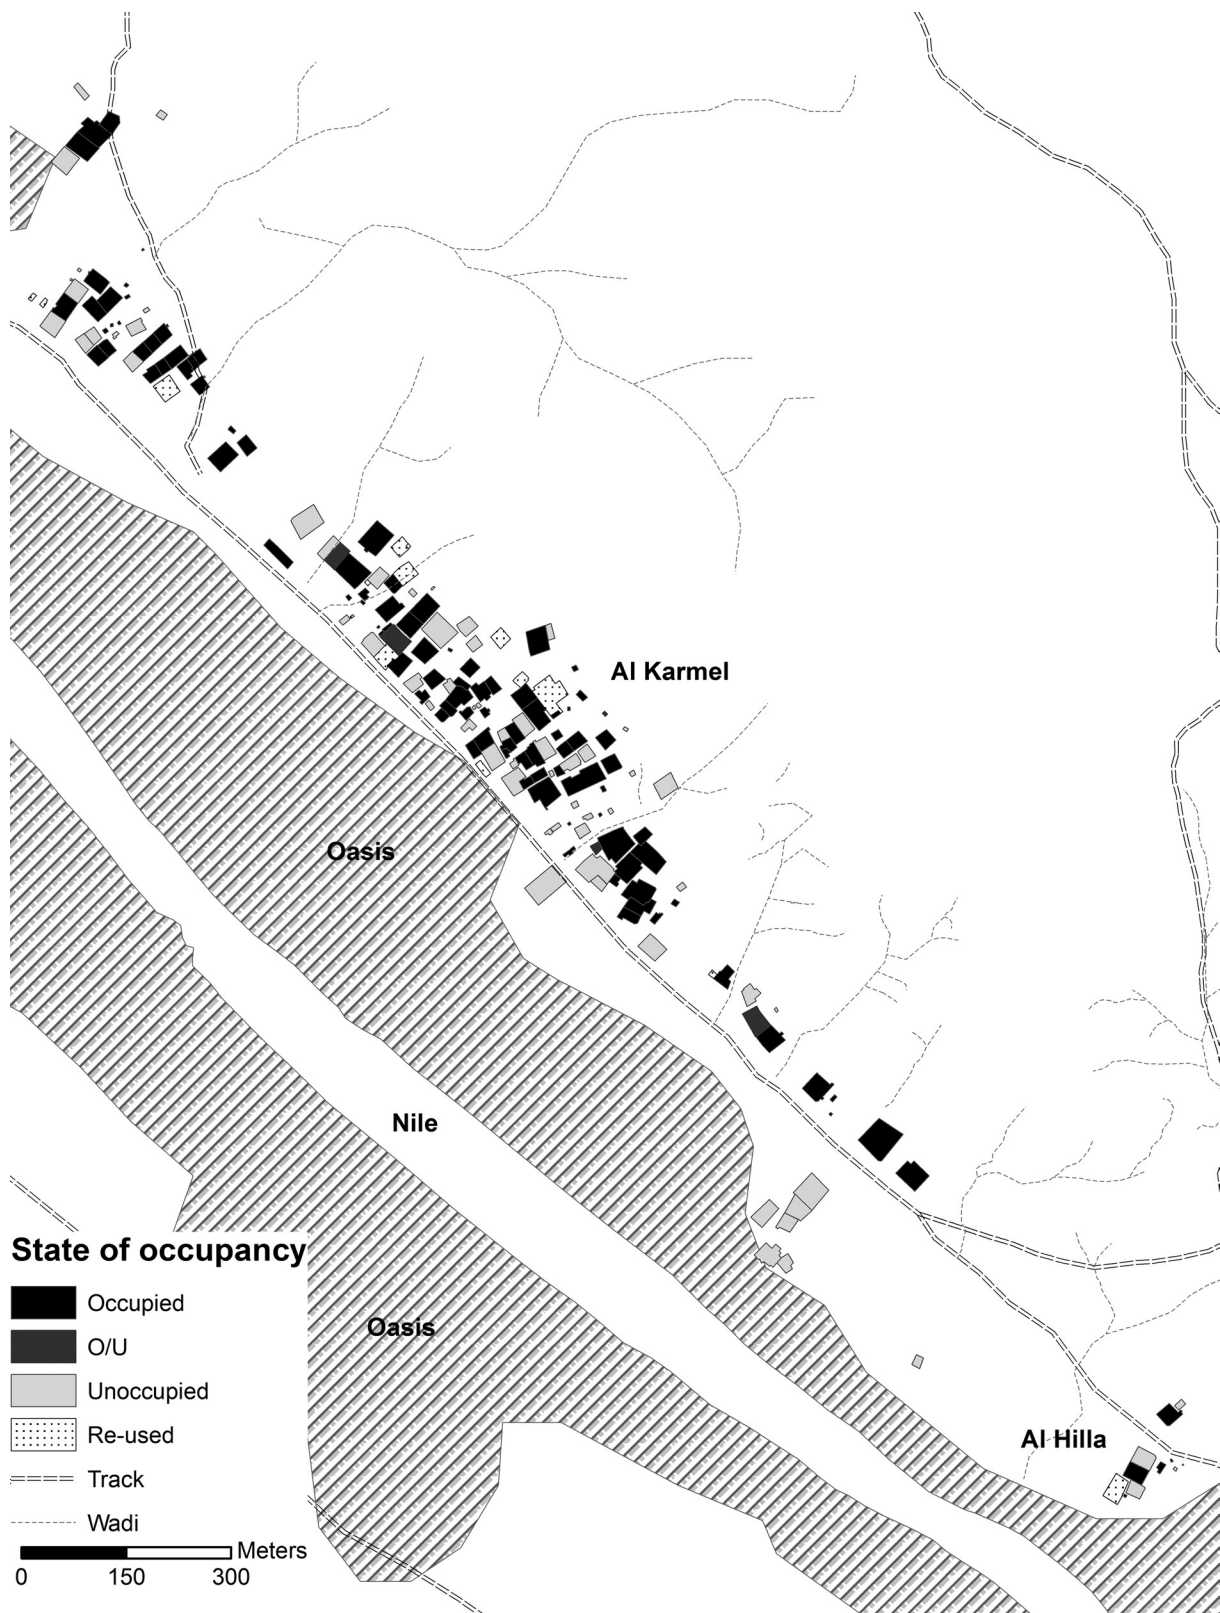 Al Karmel
Oasis
Nile
State of occupancy
Occupied
O/U
Unoccupied
Re-used
Track
Wadi
Meters
0 150 300
Oasis
Al Hilla